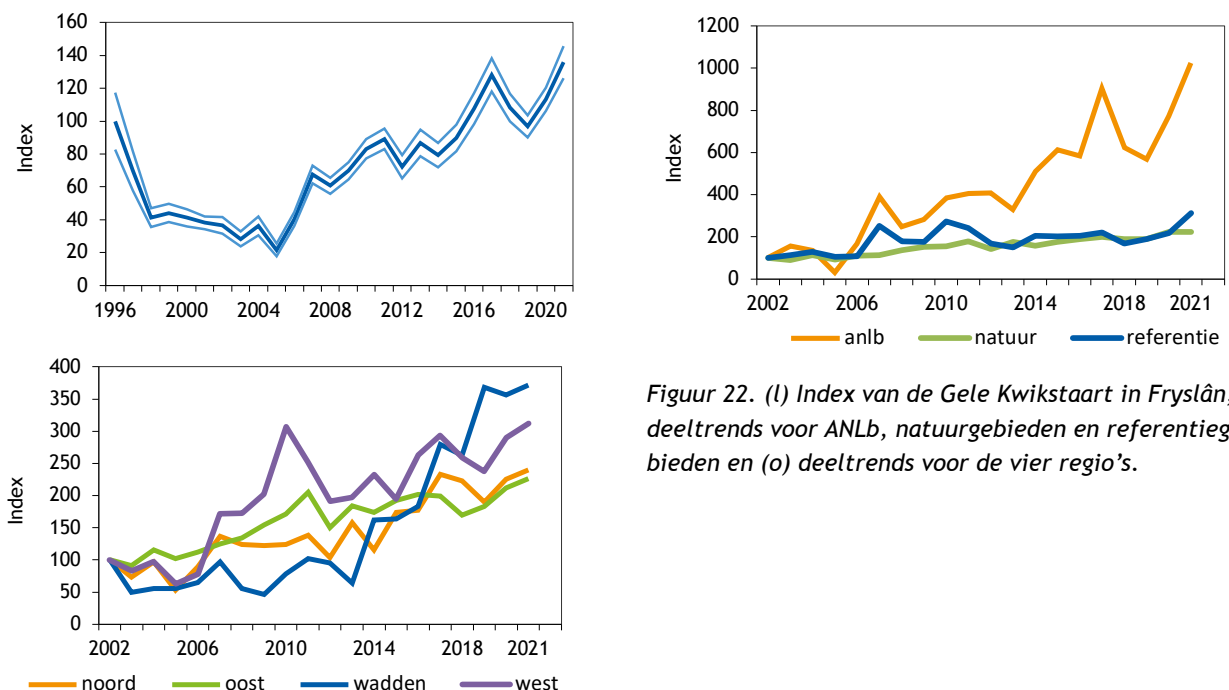 160
140
120
100
80
60
40
20
0
Index
1996 2000 2004 2008 2012 2016 2020
1200
1000
800
600
400
200
0
Index
2002 2006 2010 2014 2018 2021
anlb natuur referentie
400
350
300
250
200
150
100
50
0
Index
2002 2006 2010 2014 2018 2021
noord oost wadden west
Figuur 22. (l) Index van de Gele Kwikstaart in Fryslân,
deeltrends voor ANLb, natuurgebieden en referentieg
bieden en (o) deeltrends voor de vier regio's.